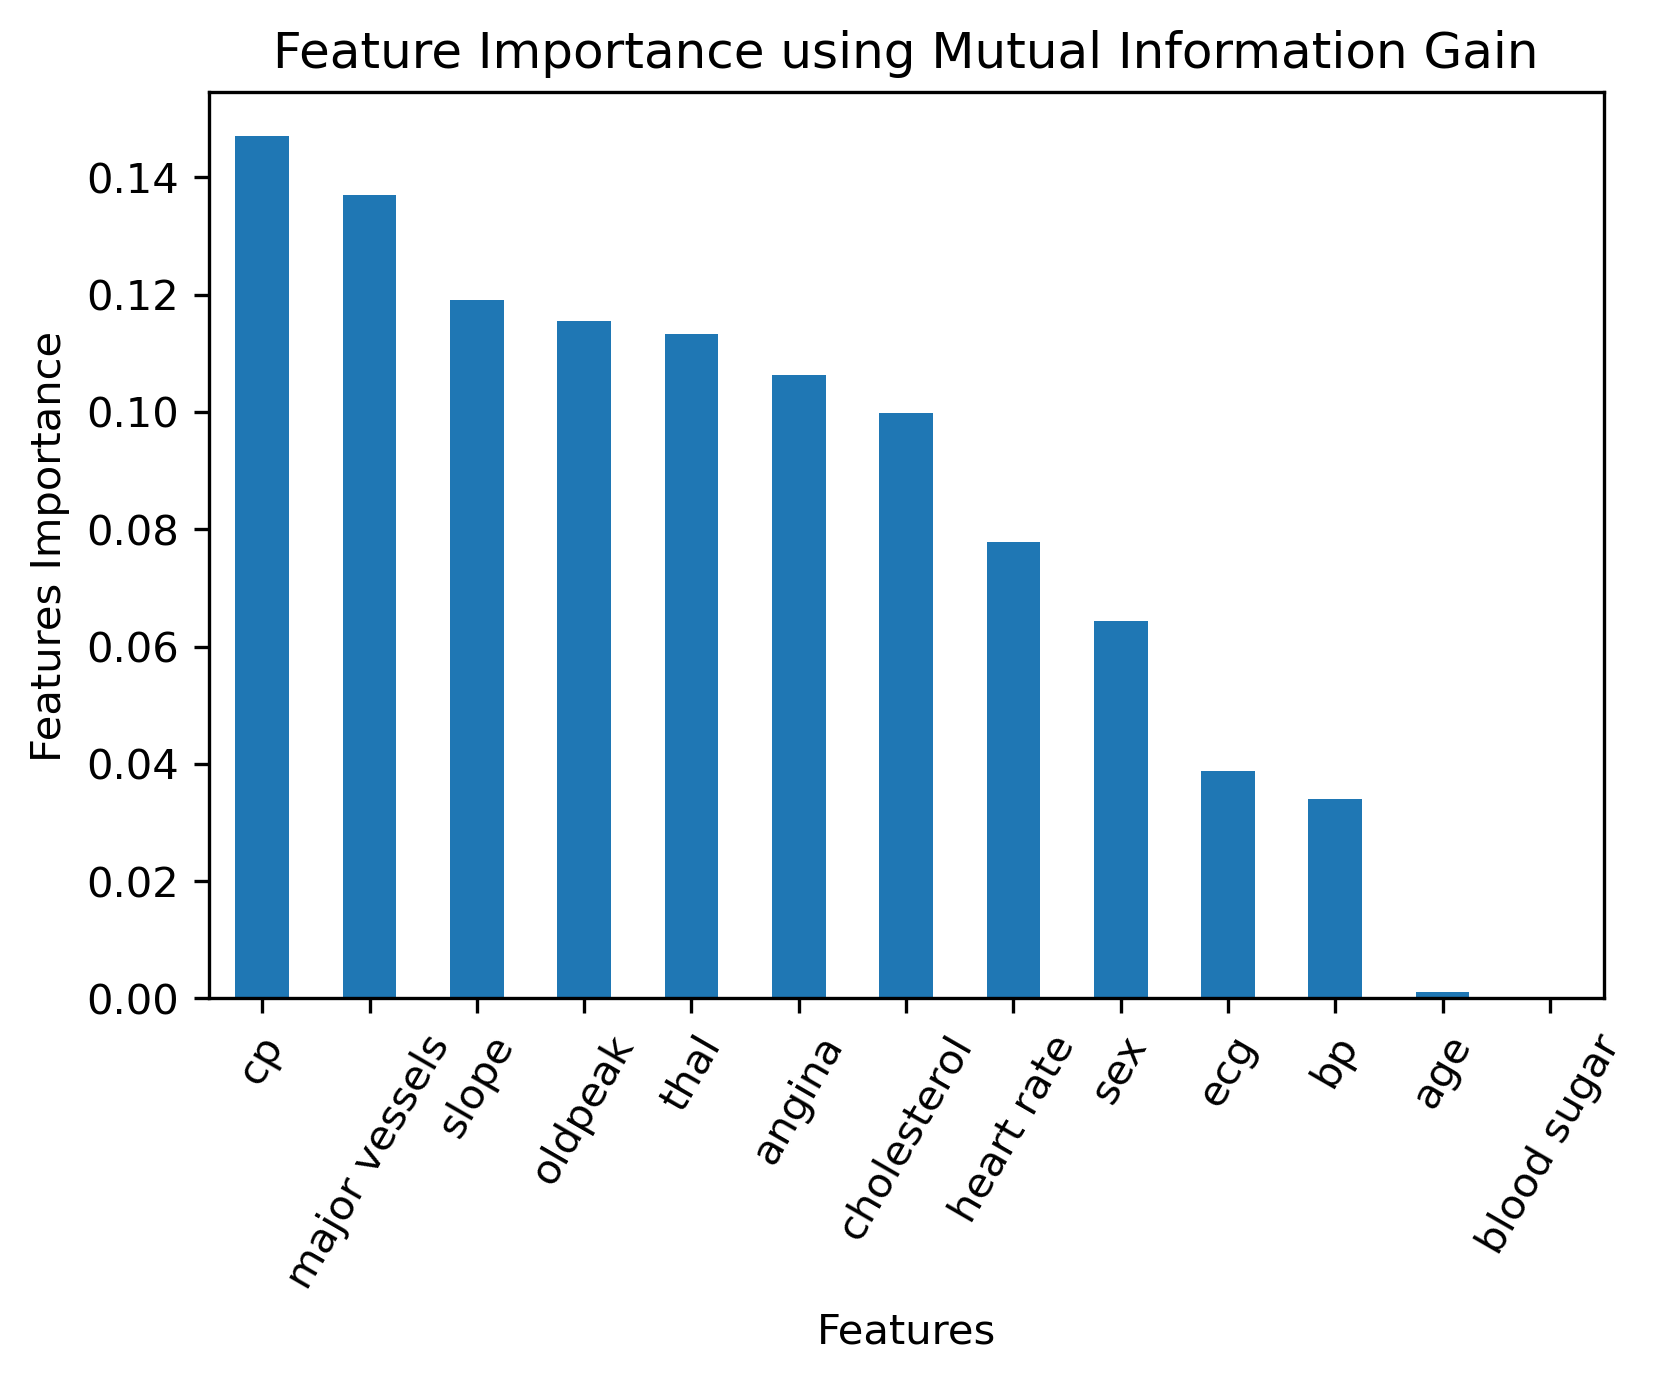 Feature Importance using Mutual Information Gain
Features Importance
0.14
0.12
0.10
0.08
0.06
0.04
0.02
0.00
cp
major vessels
slope
oldpeak
thal
angina
cholesterol
heart rate
sex
ecg
bp
age
blood sugar
Features